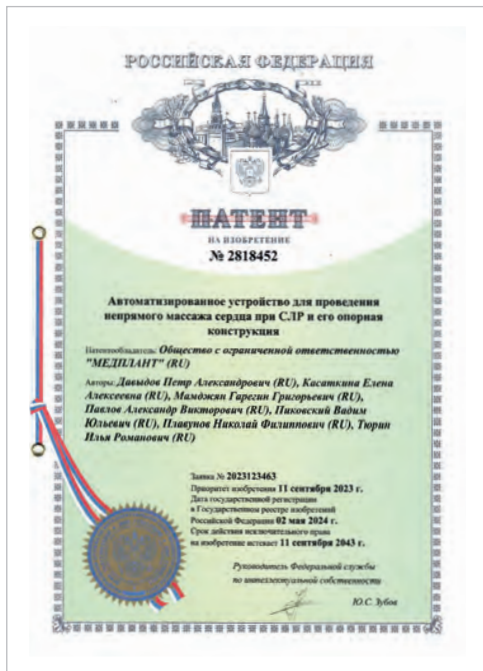 РОССИЙСКАЯ ФЕДЕРАЦИЯ
ПАТЕНТ
НА ИЗОБРЕТЕНИЕ
№ 2818452
Автоматизированное устройство для проведения
непрямого массажа сердца при СЛР и его опорная
конструкция
Патентообладатель: Общество с ограниченной ответственностью
"МЕДПЛАНТ" (RU)
Авторы: Давыдов Петр Александрович (RU), Касаткина Елена
Алексеевна (RU), Мамджян Гарегин Григорьевич (RU),
Павлов Александр Викторович (RU), Пиковский Вадим
Юльевич (RU), Плавунов Николай Филиппович (RU), Тюрин
Илья Романович (RU)
Заявка № 2023123463
Приоритет изобретения 11 сентября 2023 г.
Дата государственной регистрации
в Государственном реестре изобретений
Российской Федерации 02 мая 2024 г.
Срок действия исключительного права
на изобретение истекает 11 сентября 2043 г.
Руководитель Федеральной службы
по интеллектуальной собственности
Ю.С. Зубов